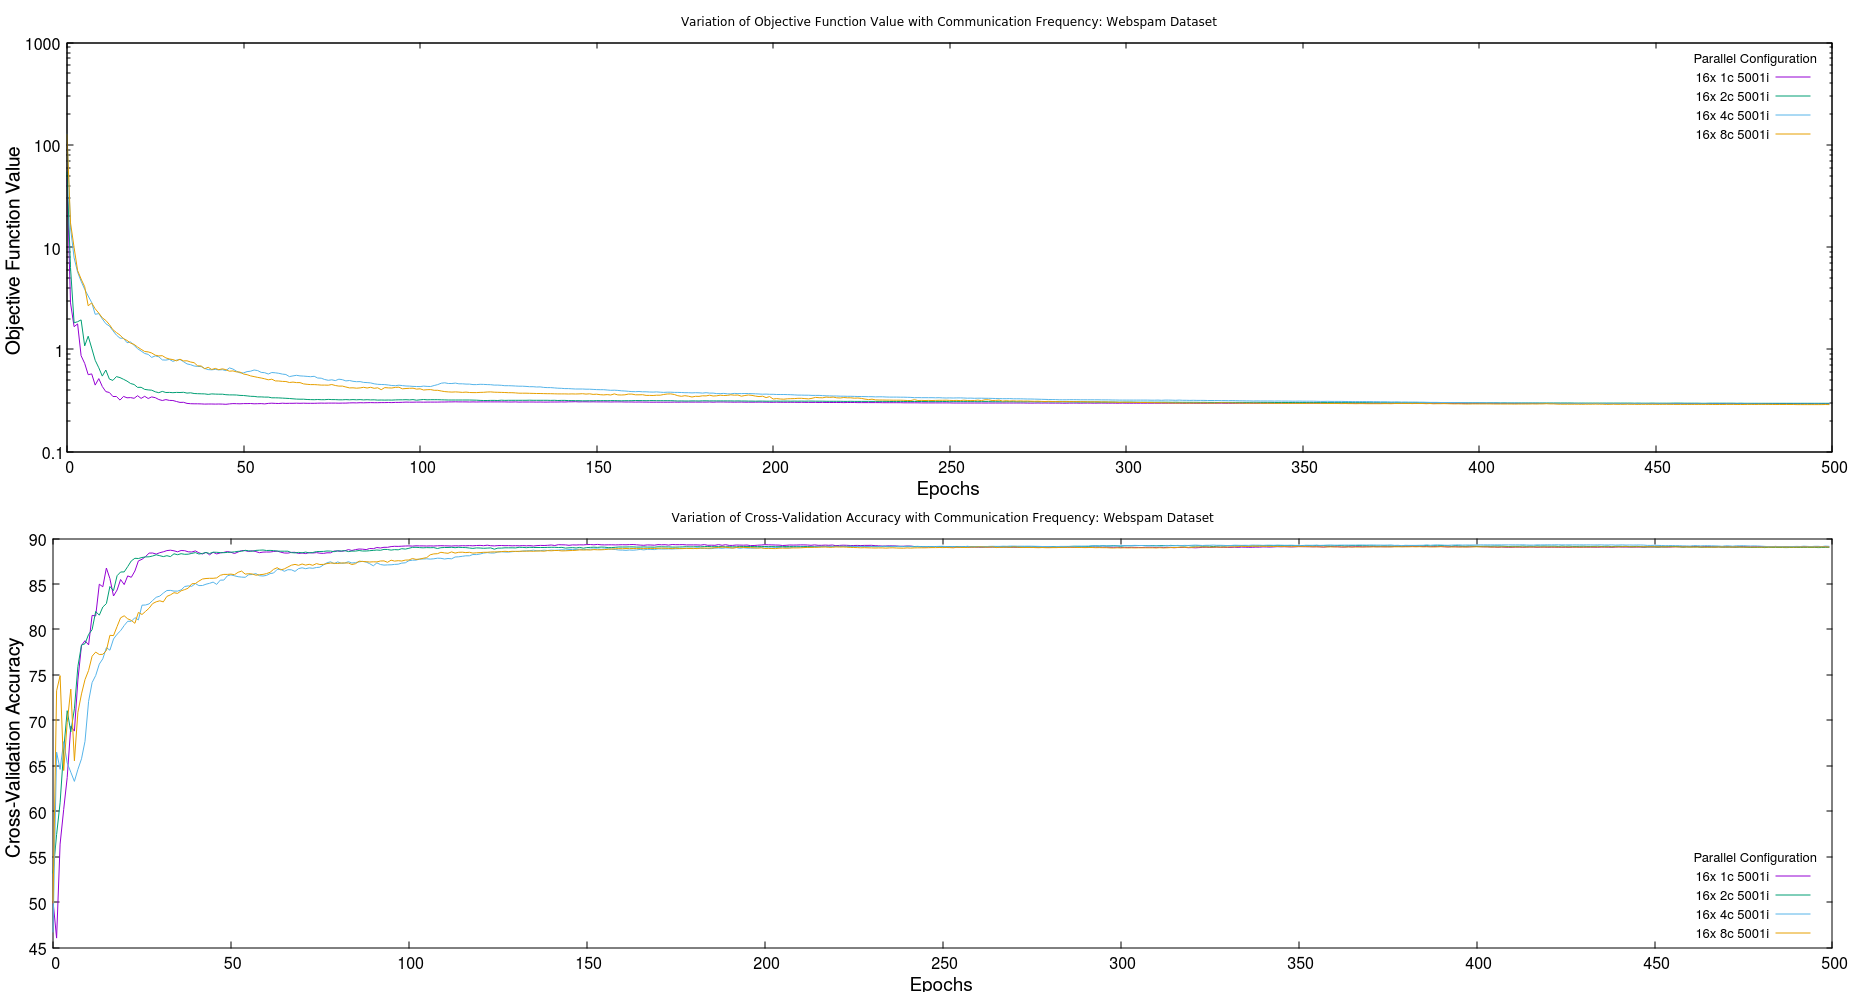 Variation of Objective Function Value with Communication Frequency: Webspam Dataset
Objective Function Value
1000
100
10
1
0.1
Parallel Configuration
16x 1c 5001i
16x 2c 5001i
16x 4c 5001i
16x 8c 5001i
0 50 100 150 200 250 300 350 400 450 500
Epochs
Variation of Cross-Validation Accuracy with Communication Frequency: Webspam Dataset
Cross-Validation Accuracy
90
85
80
75
70
65
60
55
50
45
Parallel Configuration
16x 1c 5001i
16x 2c 5001i
16x 4c 5001i
16x 8c 5001i
0 50 100 150 200 250 300 350 400 450 500
Epochs